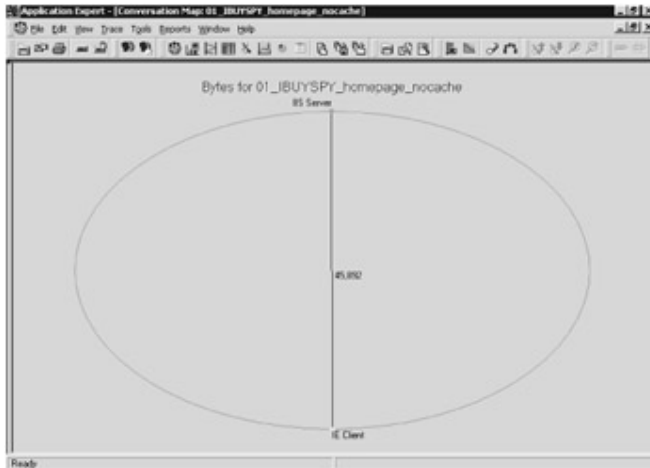 Application Expert - [Conversation Map: 01_IBUYSPY_homepage_nocache]
File Edit View Trace Tools Reports Window Help
Bytes for 01_IBUYSPY_homepage_nocache
IIS Server
45,892
IE Client
Ready